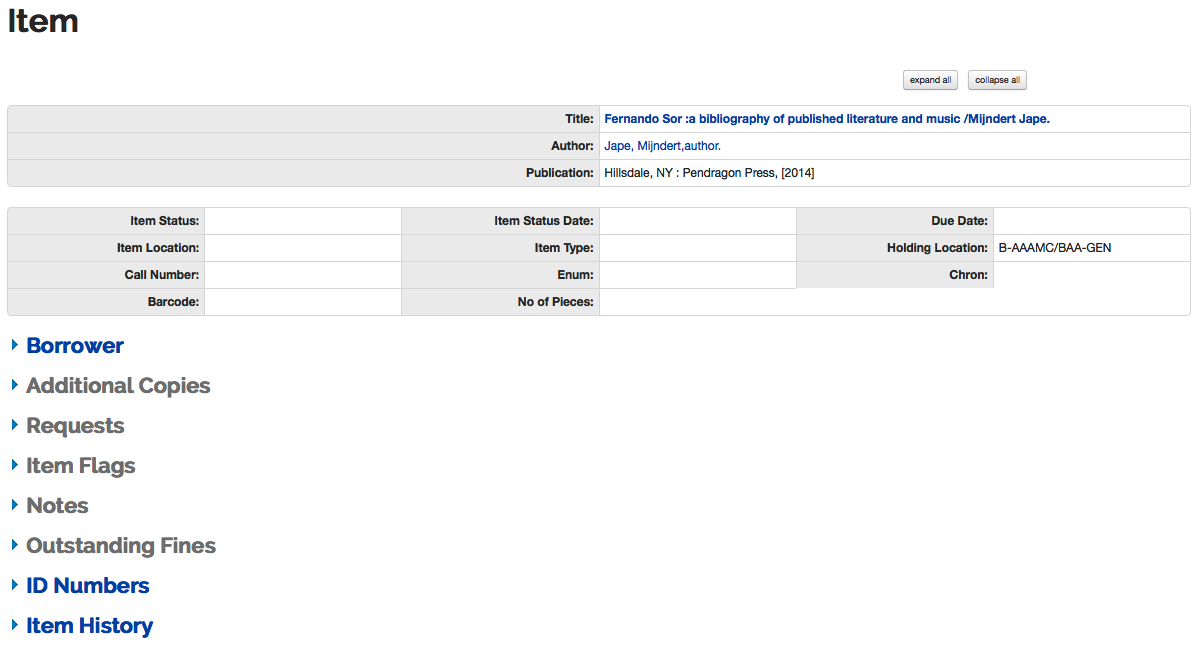 Item
expand all collapse all
Title: Fernando Sor :a bibliography of published literature and music /Mijndert Jape.
Author: Jape, Mijndert,author.
Publication: Hillsdale, NY : Pendragon Press, [2014]
Item Status: Item Status Date: Due Date:
Item Location: Item Type: Holding Location: B-AAAMC/BAA-GEN
Call Number: Enum: Chron:
Barcode: No of Pieces:
Borrower
Additional Copies
Requests
Item Flags
Notes
Outstanding Fines
ID Numbers
Item History